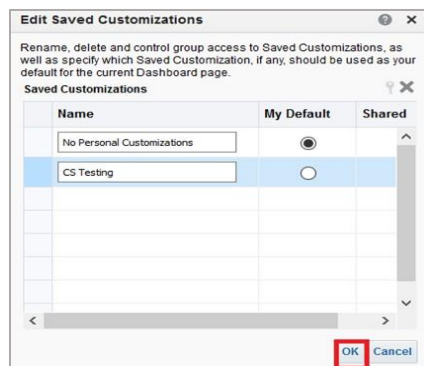 Edit Saved Customizations
Rename, delete and control group access to Saved Customizations, as
well as specify which Saved Customization, if any, should be used as your
default for the current Dashboard page.
Saved Customizations
Name My Default Shared
No Personal Customizations
CS Testing
OK Cancel